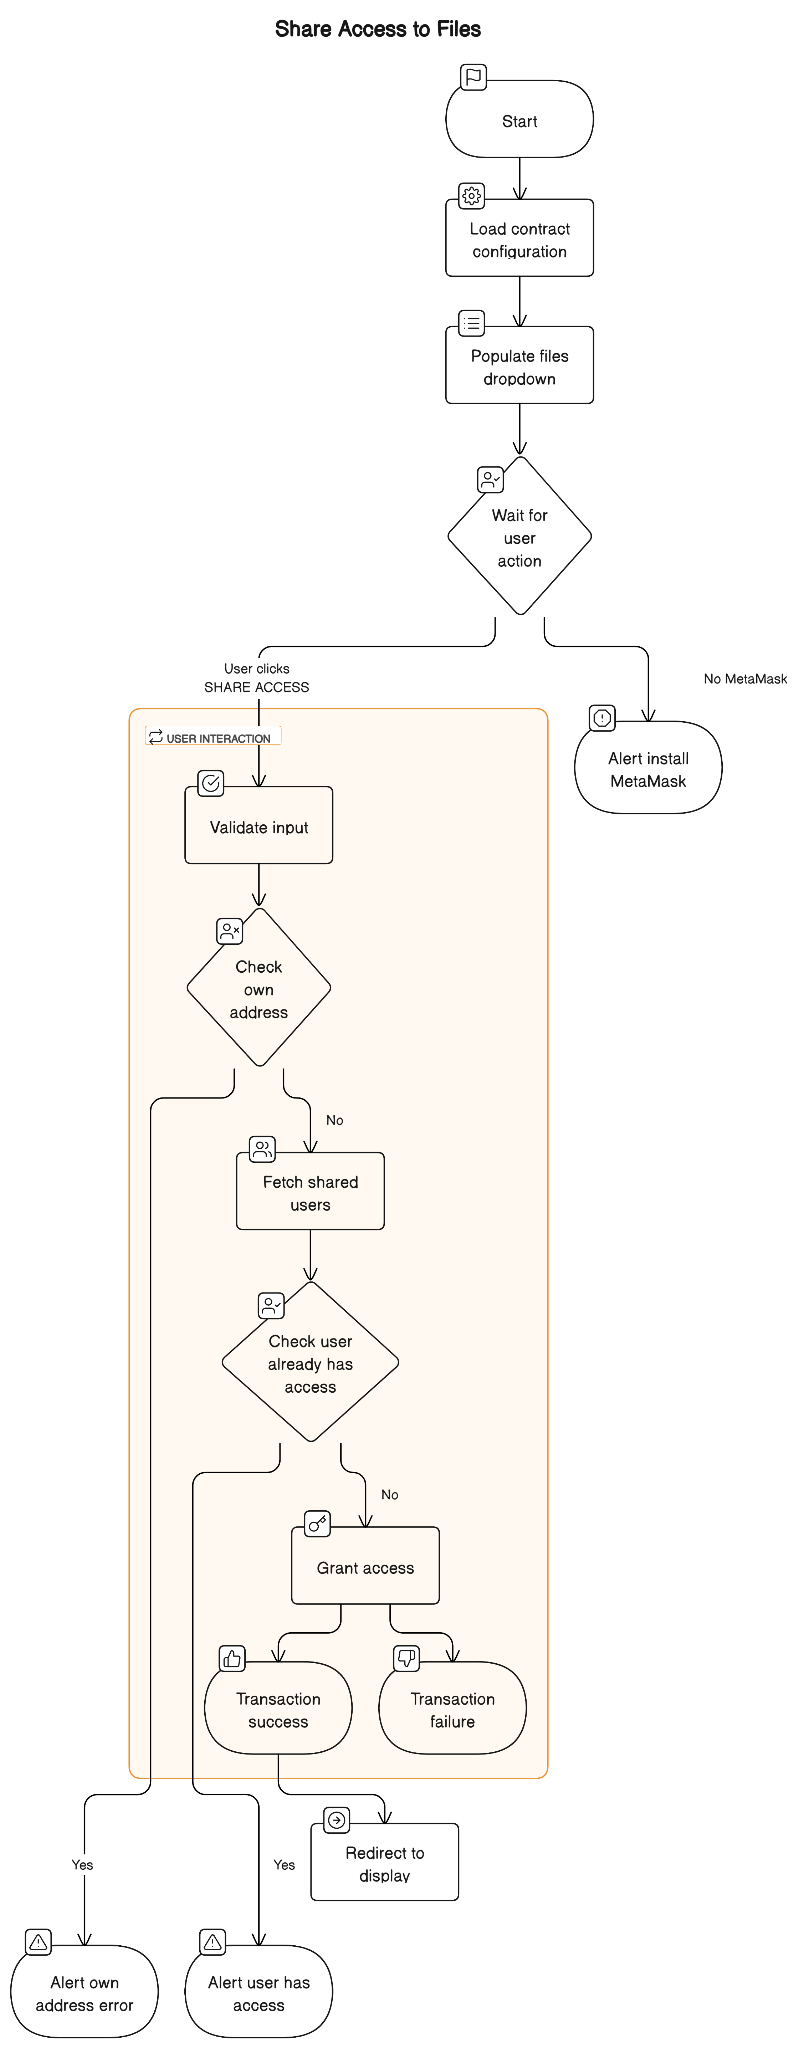 Share Access to Files
Start
Load contract
configuration
Populate files
dropdown
Wait for
user
action
User clicks
SHARE ACCESS
No MetaMask
Alert install
MetaMask
USER INTERACTION
Validate input
Check
own
address
No
Fetch shared
users
Check user
already has
access
No
Grant access
Transaction
success
Transaction
failure
Redirect to
display
Yes
Yes
Alert own
address error
Alert user has
access